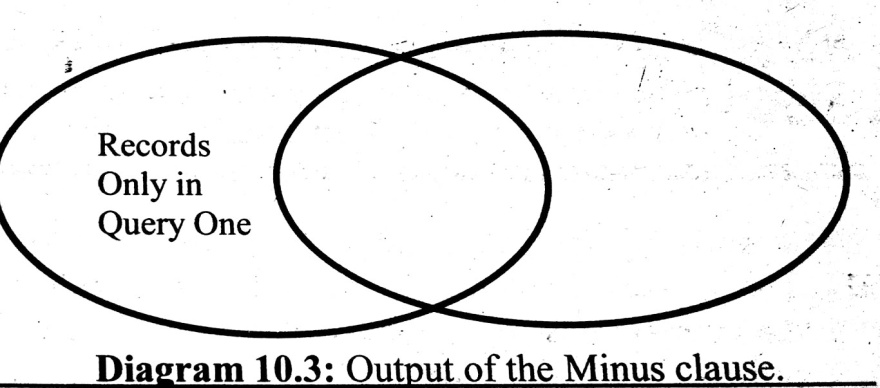 Records
Only in
Query One
Diagram 10.3: Output of the Minus clause.